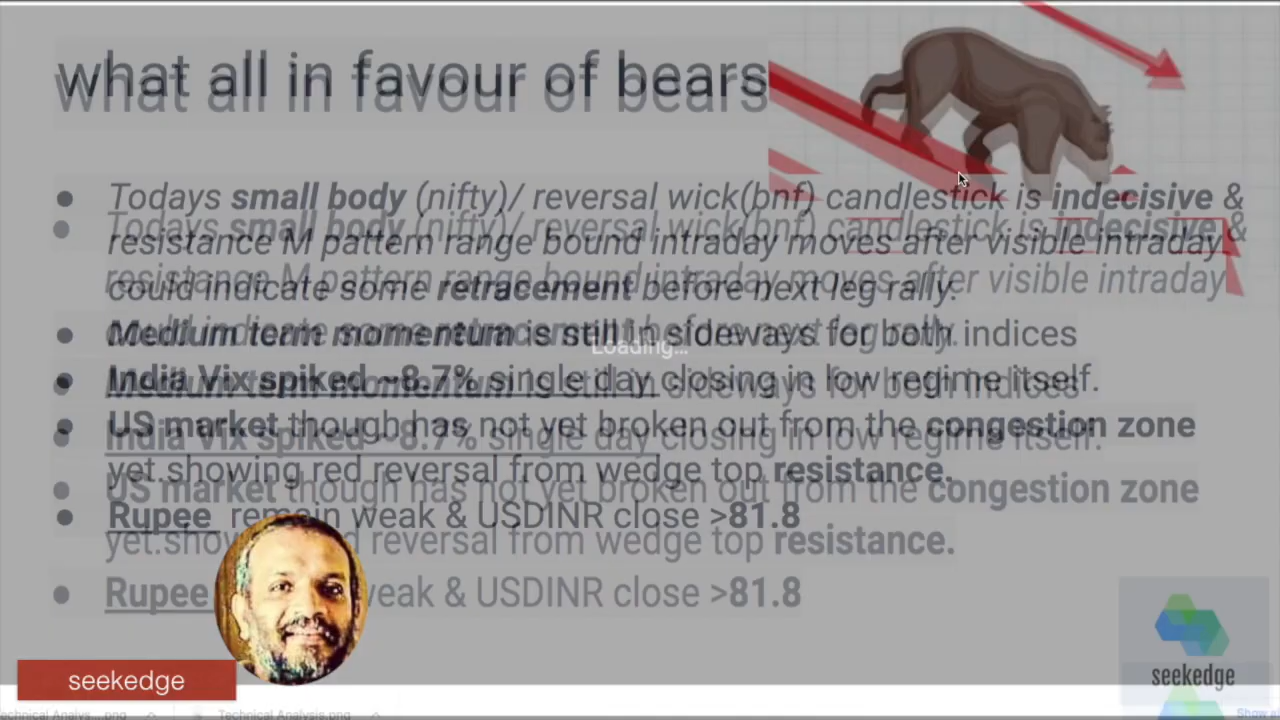 what all in favour of bears
Todays small body (nifty)/ reversal wick(bnf) candlestick is indecisive &
resistance M pattern range bound intraday moves after visible intraday
could indicate some retracement before next leg rally.
Medium term momentum is still in sideways for both indices
Loading...
India Vix spiked ~8.7% single day closing in low regime itself.
US market though has not yet broken out from the congestion zone
yet.showing red reversal from wedge top resistance.
Rupee remain weak & USDINR close >81.8
seekedge
seekedge
Technical Analysis.png